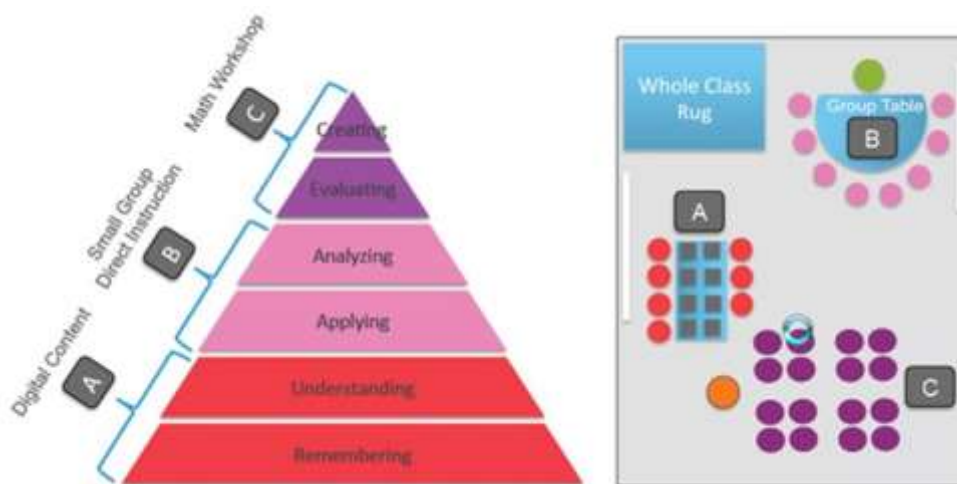 Math Workshop
C
Small Group
Direct Instruction
B
Digital Content
A
Creating
Evaluating
Analyzing
Applying
Understanding
Remembering
Whole Class
Rug
Group Table
B
A
C